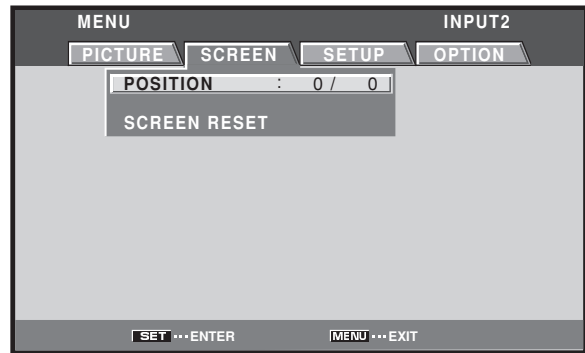 MENU INPUT2
PICTURE SCREEN SETUP OPTION
POSITION : 0 / 0
SCREEN RESET
SET ··· ENTER MENU ··· EXIT